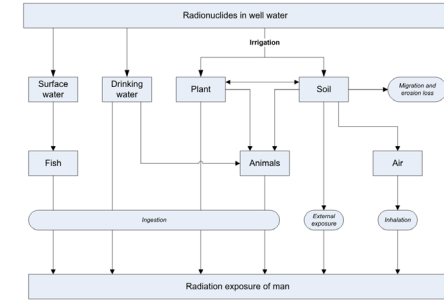 Radionuclides in well water
Irrigation
Surface
water
Drinking
water
Plant
Soil
Migration and
erosion loss
Fish
Animals
Air
Ingestion
External
exposure
Inhalation
Radiation exposure of man